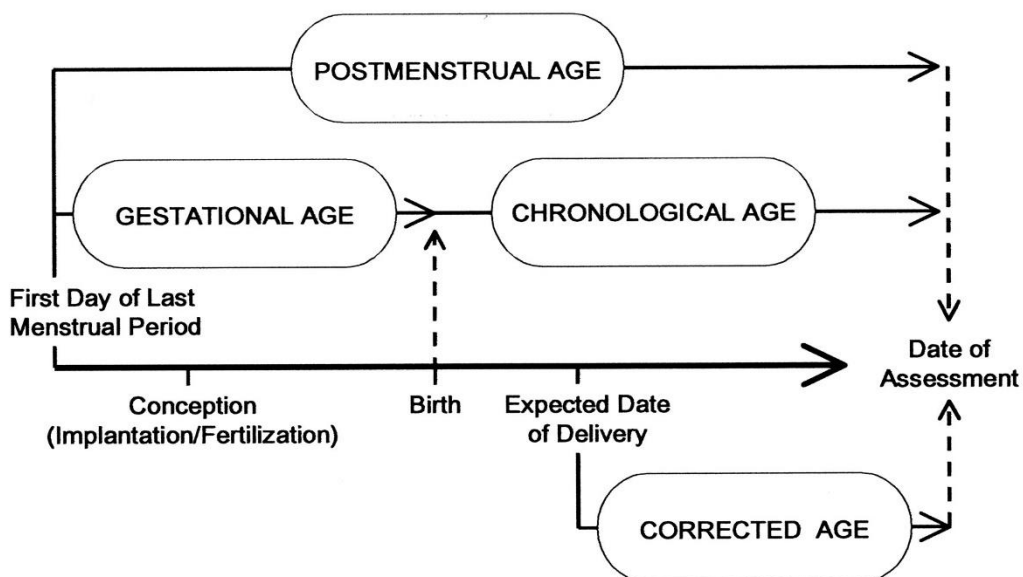 POSTMENSTRUAL AGE
GESTATIONAL AGE
CHRONOLOGICAL AGE
First Day of Last
Menstrual Period
Date of
Assessment
Conception
(Implantation/Fertilization)
Birth
Expected Date
of Delivery
CORRECTED AGE